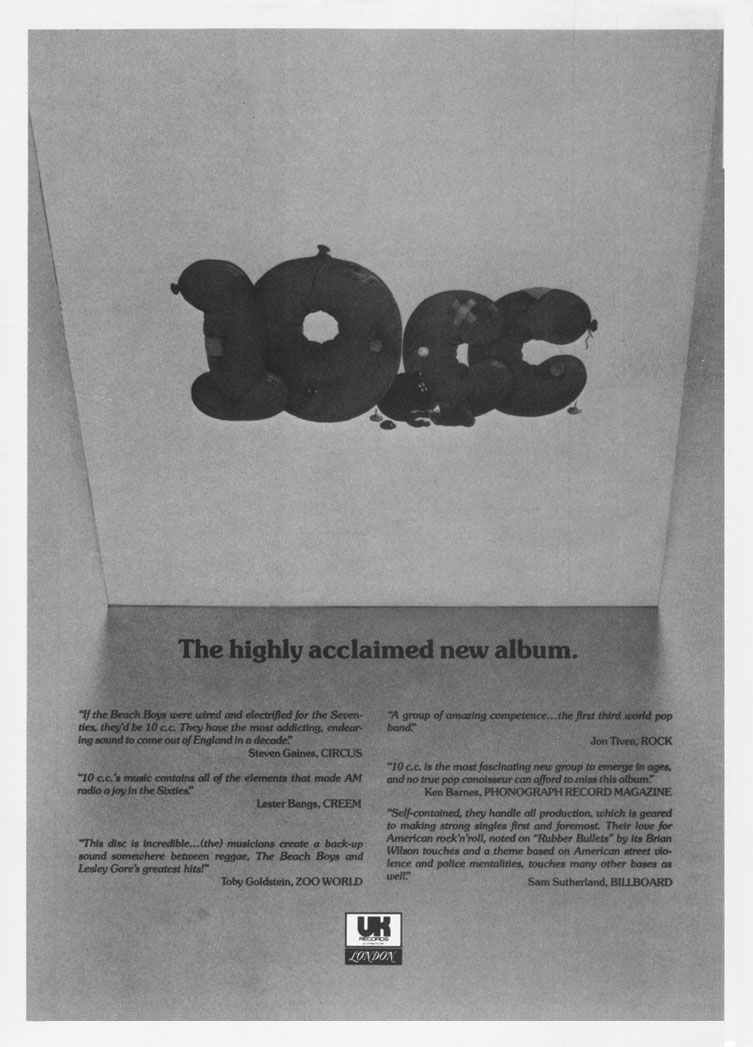 10cc
The highly acclaimed new album.
“If the Beach Boys were wired and electrified for the Seven-
ties, they’d be 10 c.c. They have the most addicting, endear-
ing sound to come out of England in a decade.”
Steven Gaines, CIRCUS
“10 c.c.’s music contains all of the elements that made AM
radio a joy in the Sixties.”
Lester Bangs, CREEM
“This disc is incredible...(the) musicians create a back-up
sound somewhere between reggae, The Beach Boys and
Lesley Gore’s greatest hits!”
Toby Goldstein, ZOO WORLD
“A group of amazing competence...the first third world pop
band.”
Jon Tiven, ROCK
“10 c.c. is the most fascinating new group to emerge in ages,
and no true pop conoisseur can afford to miss this album.”
Ken Barnes, PHONOGRAPH RECORD MAGAZINE
“Self-contained, they handle all production, which is geared
to making strong singles first and foremost. Their love for
American rock’n’roll, noted on “Rubber Bullets” by its Brian
Wilson touches and a theme based on American street vio-
lence and police mentalities, touches many other bases as
well.”
Sam Sutherland, BILLBOARD
UK
RECORDS
LONDON